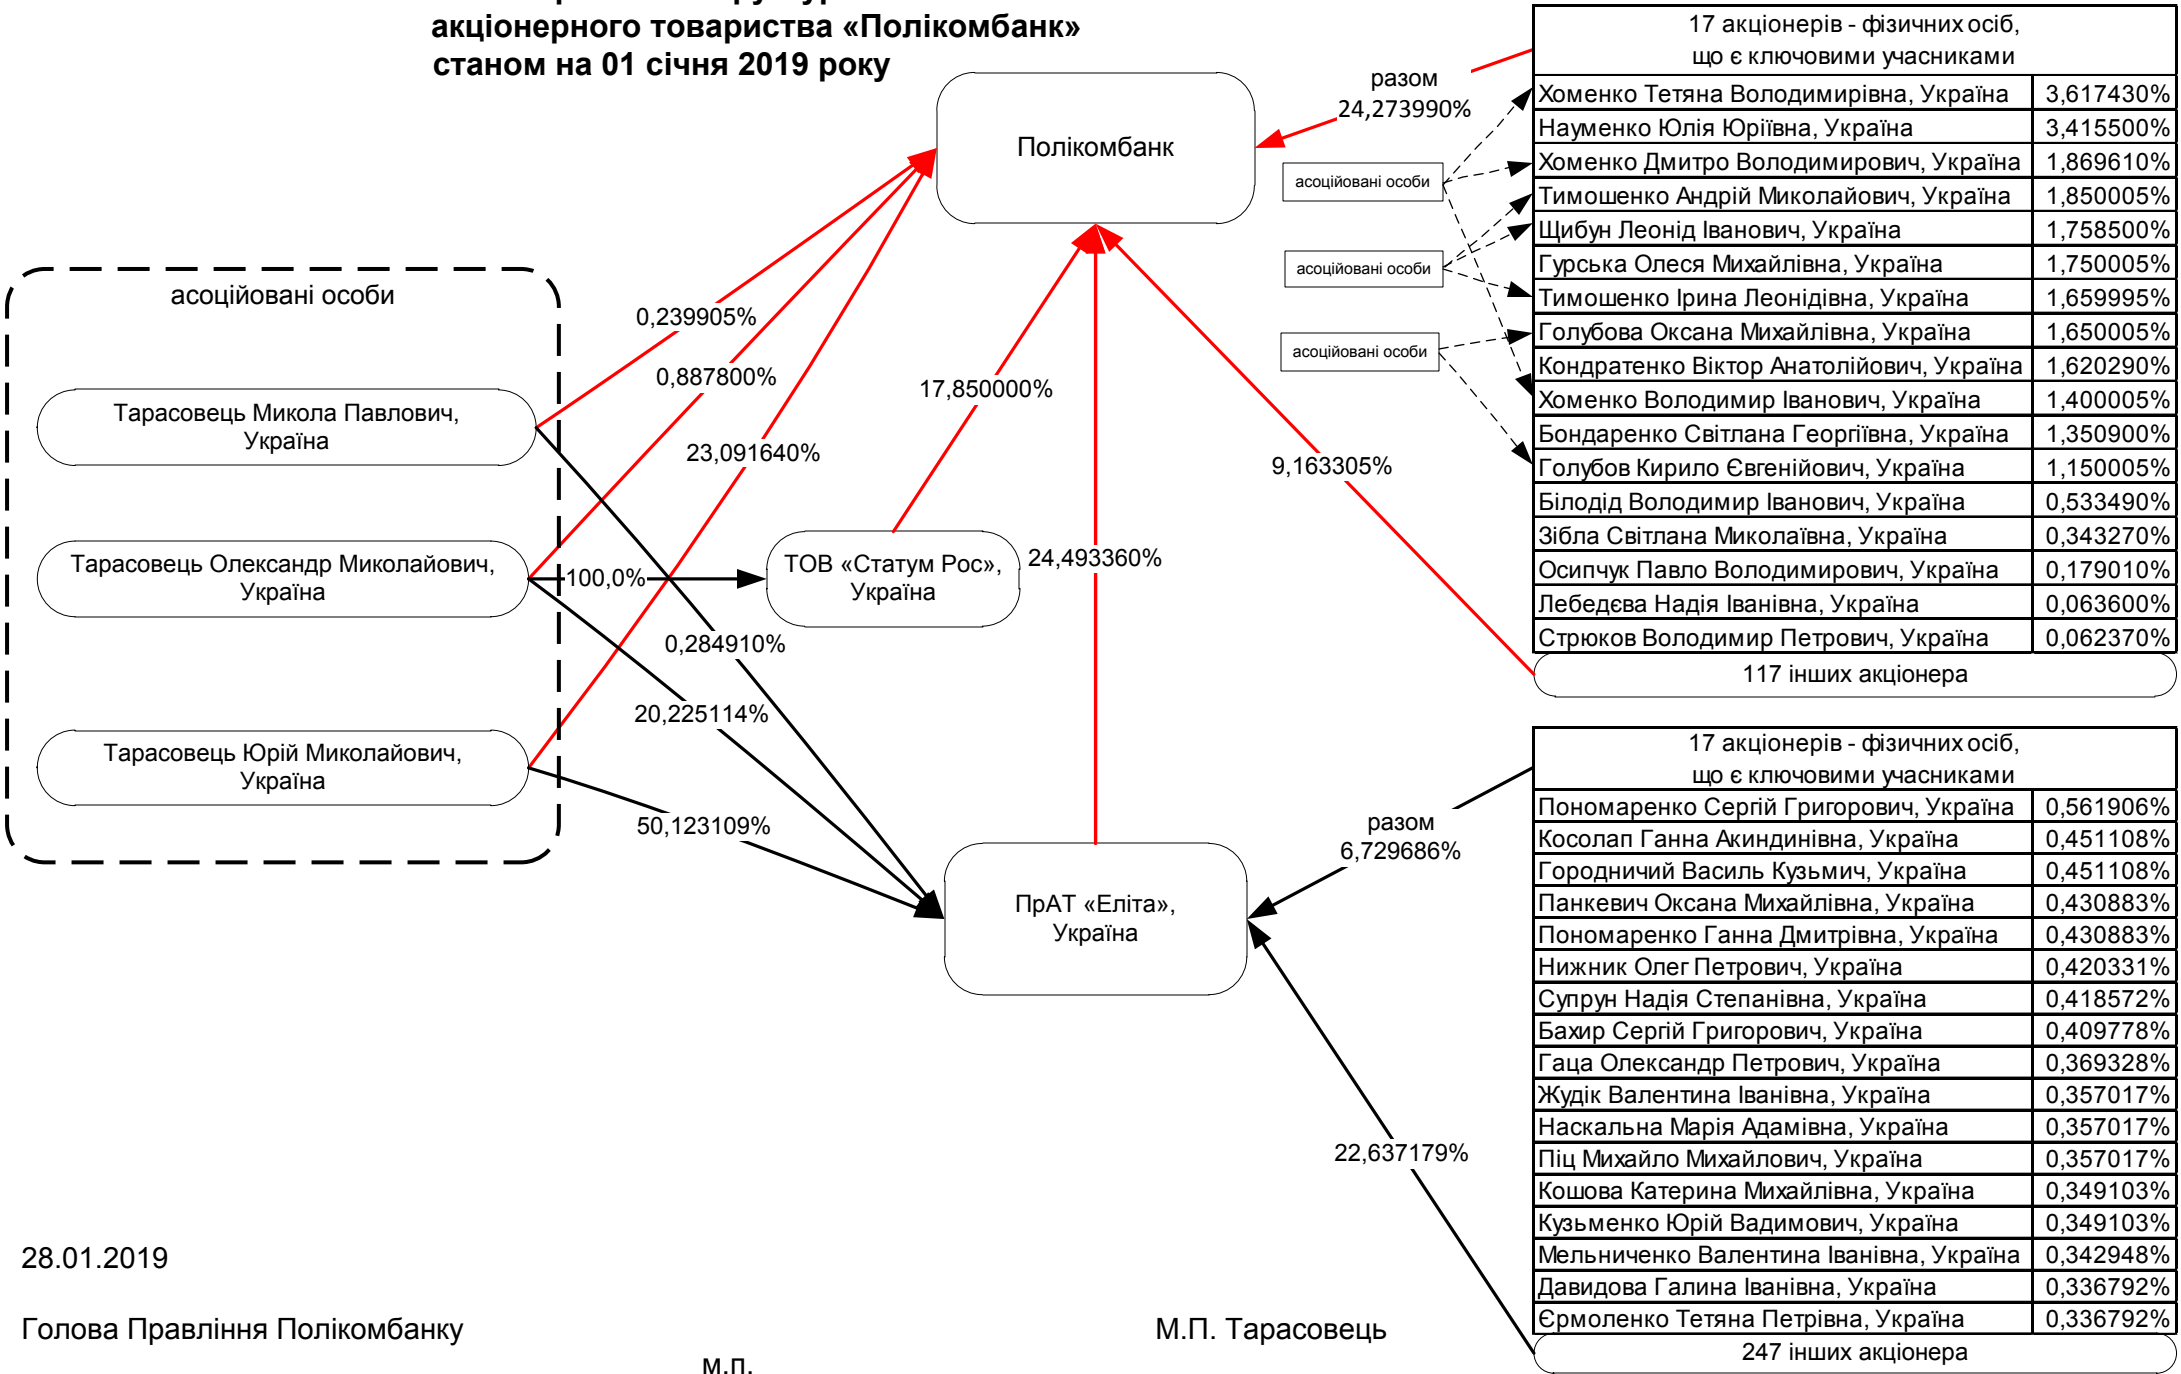 акціонерного товариства «Полікомбанк»
станом на 01 січня 2019 року
Полікомбанк
разом
24,273990%
асоційовані особи
асоційовані особи
асоційовані особи
17 акціонерів - фізичних осіб,
що є ключовими учасниками
Хоменко Тетяна Володимирівна, Україна 3,617430%
Науменко Юлія Юріївна, Україна 3,415500%
Хоменко Дмитро Володимирович, Україна 1,869610%
Тимошенко Андрій Миколайович, Україна 1,850005%
Щибун Леонід Іванович, Україна 1,758500%
Гурська Олеся Михайлівна, Україна 1,750005%
Тимошенко Ірина Леонідівна, Україна 1,659995%
Голубова Оксана Михайлівна, Україна 1,650005%
Кондратенко Віктор Анатолійович, Україна 1,620290%
Хоменко Володимир Іванович, Україна 1,400005%
Бондаренко Світлана Георгіївна, Україна 1,350900%
Голубов Кирило Євгенійович, Україна 1,150005%
Білодід Володимир Іванович, Україна 0,533490%
Зібла Світлана Миколаївна, Україна 0,343270%
Осипчук Павло Володимирович, Україна 0,179010%
Лебедєва Надія Іванівна, Україна 0,063600%
Стрюков Володимир Петрович, Україна 0,062370%
117 інших акціонера
асоційовані особи
Тарасовець Микола Павлович,
Україна
Тарасовець Олександр Миколайович,
Україна
Тарасовець Юрій Миколайович,
Україна
0,239905%
0,887800%
23,091640%
17,850000%
9,163305%
100,0%
ТОВ «Статум Рос»,
Україна
24,493360%
0,284910%
20,225114%
50,123109%
ПрАТ «Еліта»,
Україна
разом
6,729686%
22,637179%
17 акціонерів - фізичних осіб,
що є ключовими учасниками
Пономаренко Сергій Григорович, Україна 0,561906%
Косолап Ганна Акиндинівна, Україна 0,451108%
Городничий Василь Кузьмич, Україна 0,451108%
Панкевич Оксана Михайлівна, Україна 0,430883%
Пономаренко Ганна Дмитрівна, Україна 0,430883%
Нижник Олег Петрович, Україна 0,420331%
Супрун Надія Степанівна, Україна 0,418572%
Бахир Сергій Григорович, Україна 0,409778%
Гаца Олександр Петрович, Україна 0,369328%
Жудік Валентина Іванівна, Україна 0,357017%
Наскальна Марія Адамівна, Україна 0,357017%
Піц Михайло Михайлович, Україна 0,357017%
Кошова Катерина Михайлівна, Україна 0,349103%
Кузьменко Юрій Вадимович, Україна 0,349103%
Мельниченко Валентина Іванівна, Україна 0,342948%
Давидова Галина Іванівна, Україна 0,336792%
Єрмоленко Тетяна Петрівна, Україна 0,336792%
247 інших акціонера
28.01.2019
Голова Правління Полікомбанку
М.П. Тарасовець
м.п.